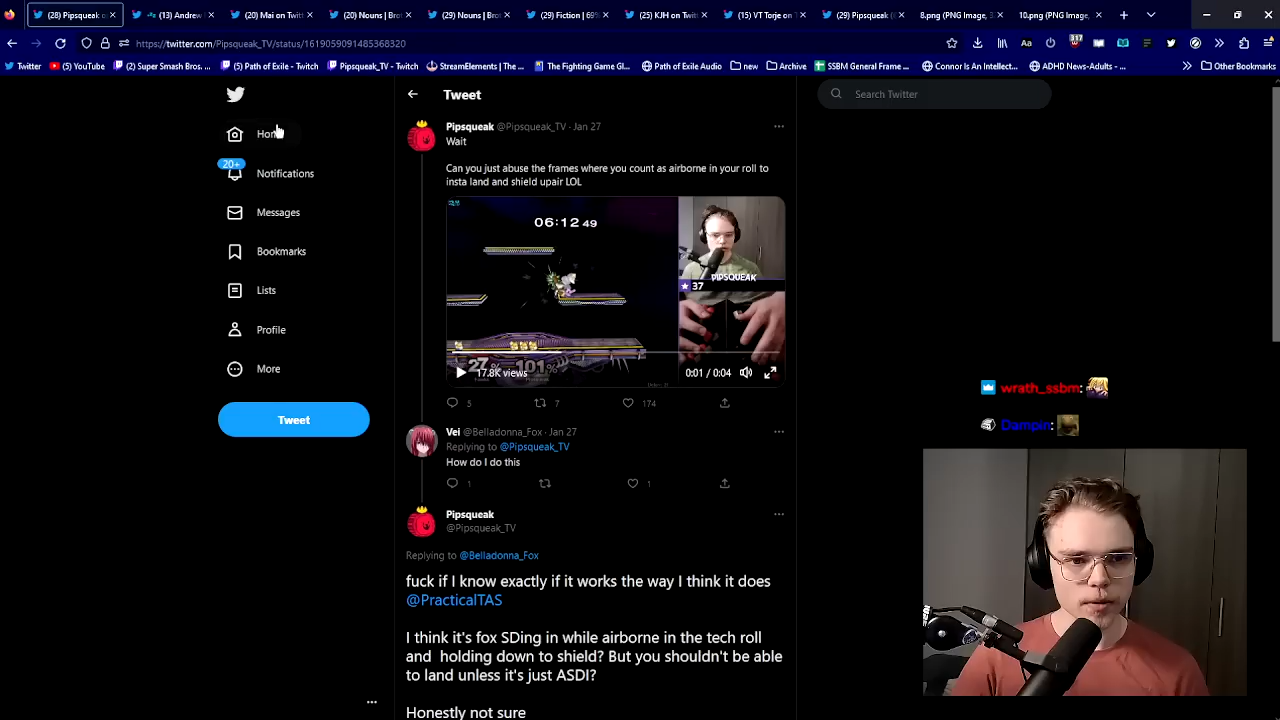 (28) Pipsqueak o
(13) Andrew
(20) Mai on Twitt
(20) Nouns | Brot
(29) Nouns | Brot
(29) Fiction | 69%
(25) KJH on Twitt
(15) VT Torje on T
(29) Pipsqueak (
8.png (PNG Image, 3
10.png (PNG Image,
https://twitter.com/Pipsqueak_TV/status/1619059091485368320
317
Twitter
(5) YouTube
(2) Super Smash Bro...
(5) Path of Exile - Twitch
Pipsqueak_TV - Twitch
StreamElements | The ...
The Fighting Game Gl...
Path of Exile Audio
new
Archive
SSBM General Frame ...
Connor Is An Intellect...
ADHD News-Adults - ...
Other Bookmarks
Home
20+
Notifications
Messages
Bookmarks
Lists
Profile
More
Tweet
Tweet
Search Twitter
Pipsqueak @Pipsqueak_TV · Jan 27
Wait
Can you just abuse the frames where you count as airborne in your roll to
insta land and shield upair LOL
06:12 49
PIPSQUEAK
37
27%
101%
17.8K views
0:01 / 0:04
5
7
174
Vei @Belladonna_Fox · Jan 27
Replying to @Pipsqueak_TV
How do I do this
1
1
Pipsqueak
@Pipsqueak_TV
Replying to @Belladonna_Fox
fuck if I know exactly if it works the way I think it does
@PracticalTAS
I think it's fox SDing in while airborne in the tech roll
and holding down to shield? But you shouldn't be able
to land unless it's just ASDI?
Honestly not sure
wrath_ssbm:
Dampin: